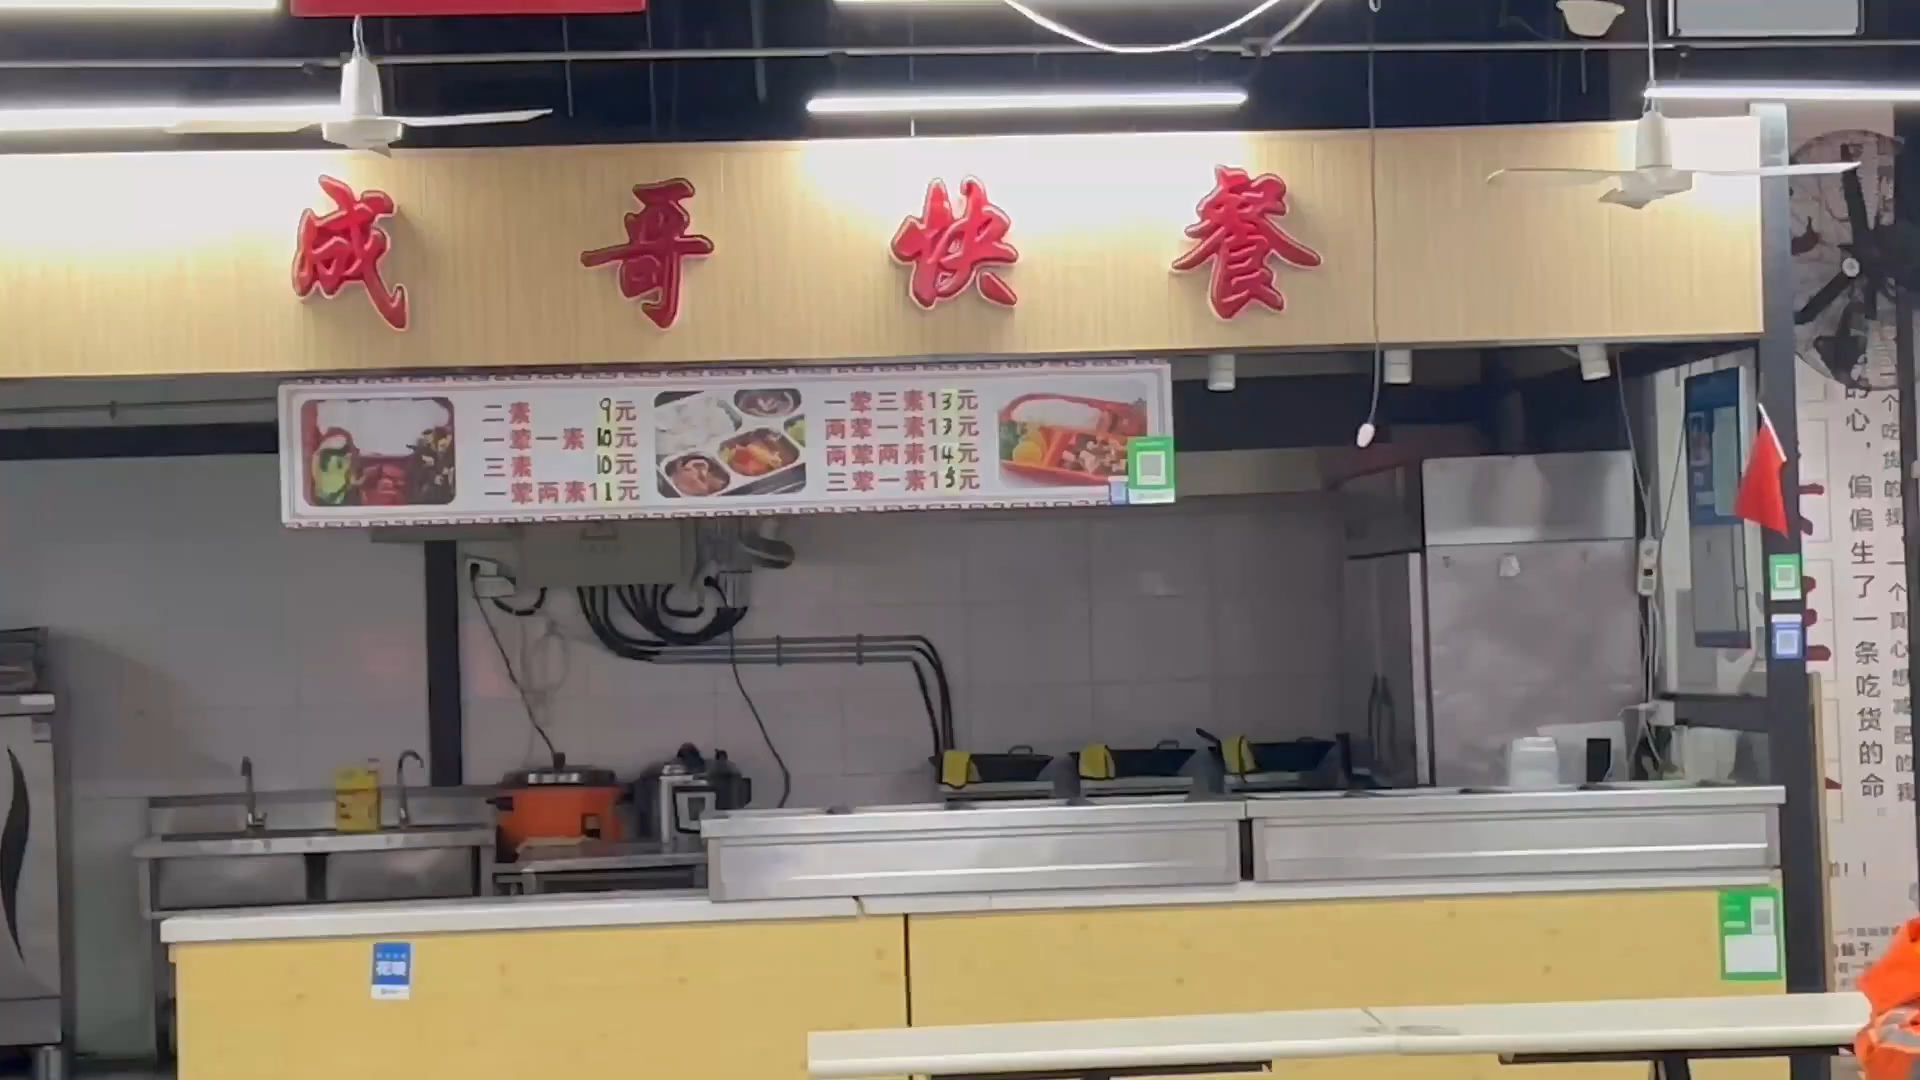 威哥快餐
二素 9元
一荤一素 10元
三素 10元
一荤两素11元
一荤三素13元
两荤一素13元
两荤两素14元
三荤一素15元
花呗
心，偏偏生了一条吃货的命